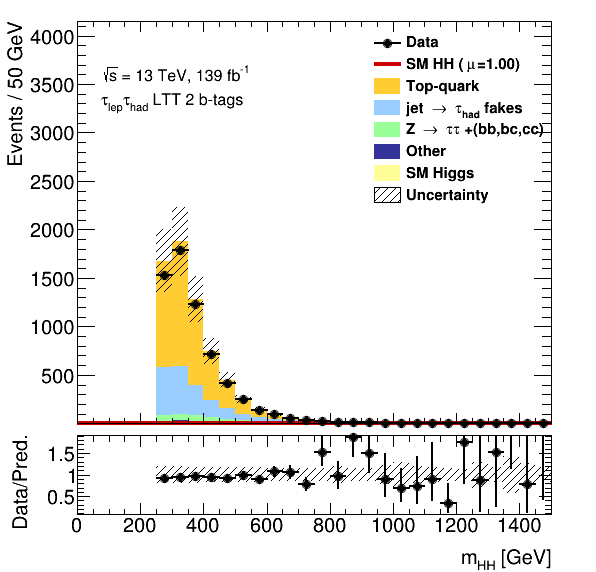 Events / 50 GeV
4000
3500
3000
2500
2000
1500
1000
500
√s = 13 TeV, 139 fb⁻¹
τlepτhad LTT 2 b-tags
Data
SM HH ( μ=1.00)
Top-quark
jet → τhad fakes
Z → ττ +(bb,bc,cc)
Other
SM Higgs
Uncertainty
Data/Pred.
1.5
1
0.5
0 200 400 600 800 1000 1200 1400
mHH [GeV]